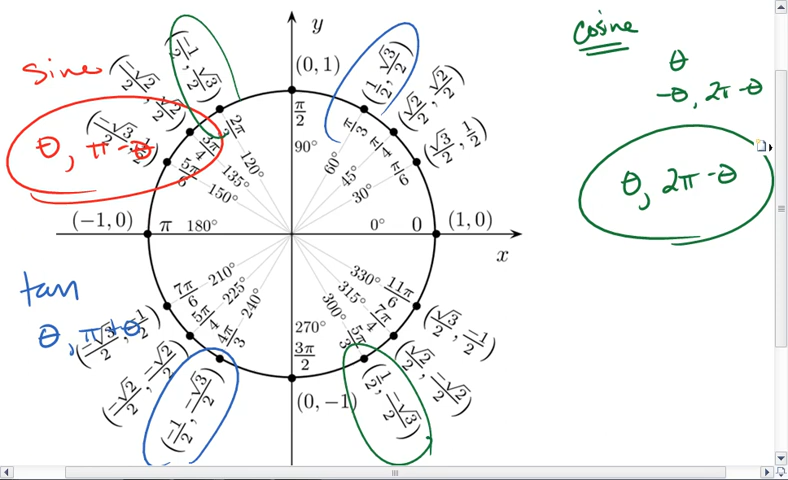 cosine
θ
-θ, 2π-θ
θ, 2π-θ
sine
θ, π-θ
tan
θ, π+θ
y
x
(0, 1)
(1/2, √3/2)
(√2/2, √2/2)
(√3/2, 1/2)
(-1/2, √3/2)
(-√2/2, √2/2)
(-√3/2, 1/2)
π/2
90°
π/3
60°
π/4
45°
π/6
30°
2π/3
120°
3π/4
135°
5π/6
150°
(-1, 0)
π 180°
0° 0
(1, 0)
7π/6
210°
5π/4
225°
4π/3
240°
270°
3π/2
300°
5π/3
315°
7π/4
330°
11π/6
(-√3/2, -1/2)
(-√2/2, -√2/2)
(-1/2, -√3/2)
(0, -1)
(1/2, -√3/2)
(√2/2, -√2/2)
(√3/2, -1/2)